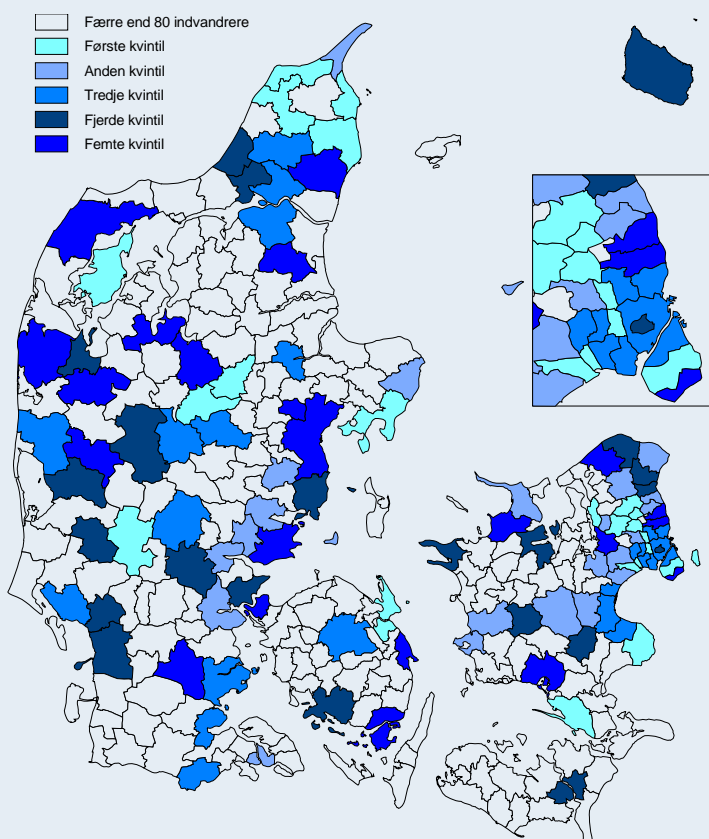 Færre end 80 indvandrere
Første kvintil
Anden kvintil
Tredje kvintil
Fjerde kvintil
Femte kvintil